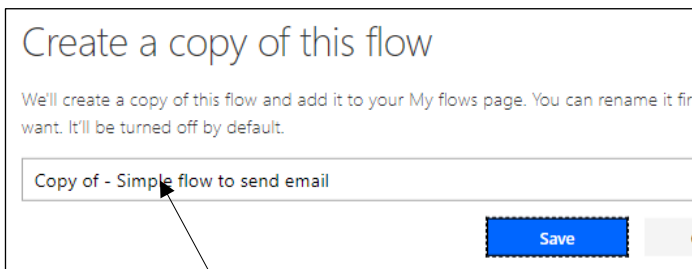 Create a copy of this flow
We'll create a copy of this flow and add it to your My flows page. You can rename it
want. It'll be turned off by default.
Copy of - Simple flow to send email
Save